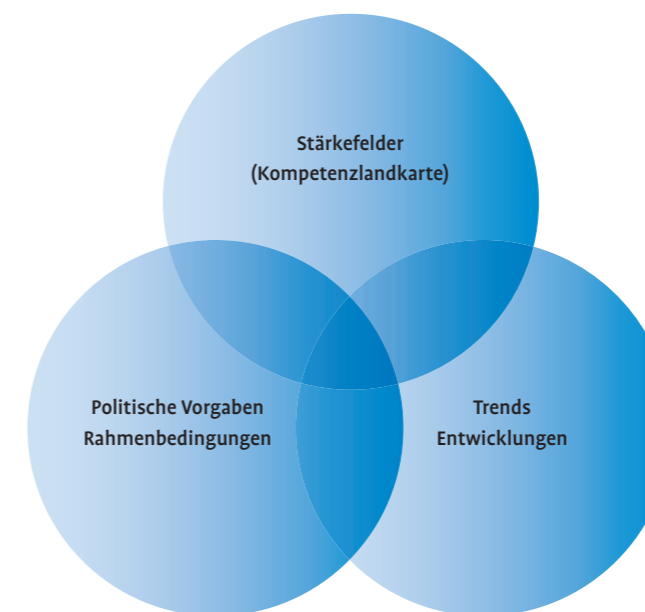 Stärkefelder
(Kompetenzlandkarte)
Politische Vorgaben
Rahmenbedingungen
Trends
Entwicklungen